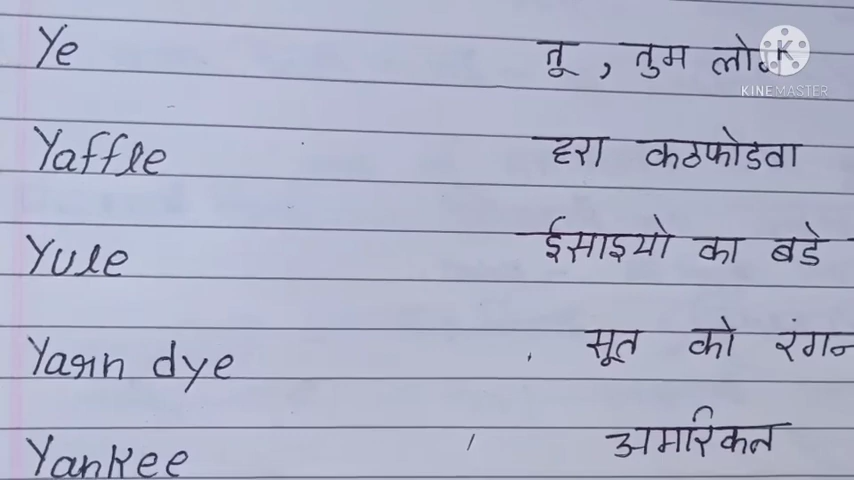 Ye तू , तुम लोग
KINEMASTER
Yaffle हरा कठफोडवा
Yule ईसाइयो का बडे
Yarn dye सूत को रंगन
Yankee अमरिकन